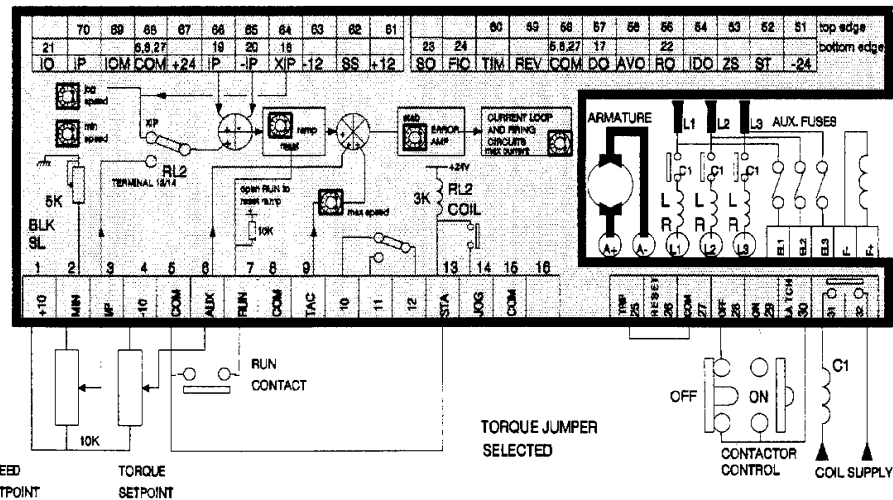 70 69 68 67 66 65 64 63 62 61 60 59 58 57 56 55 54 53 52 51 top edge
21 5,8,27 19 20 18 23 24 5,8,27 17 22 bottom edge
IO IP IOM COM +24 IP -IP XIP -12 SS +12 SO FIO TIM REV COM DO AVO RO IDO ZS ST -24
jog
speed
min
speed
XIP
RL2
TERMINAL 13/14
ramp
reset
open RUN to
reset ramp
10K
max speed
stab
ERROR
AMP
CURRENT LOOP
AND FIRING
CIRCUITS
max current
+24V
3K
RL2
COIL
5K
BLK
SL
ARMATURE
L1 L2 L3
AUX. FUSES
C1 C1 C1
L L L
R R R
A+ A- L1 L2 L3 EL1 EL2 EL3 F- F+
1 2 3 4 5 6 7 8 9 10 11 12 13 14 15 16
+10 MIN I/P -10 COM AUX RUN COM TAC STA JOG COM
TRIP RESET COM OFF ON LATCH
25 26 27 28 29 30 31 32
RUN
CONTACT
10K
TORQUE JUMPER
SELECTED
OFF
ON
C1
CONTACTOR
CONTROL
COIL SUPPLY
EED
TPOINT
TORQUE
SETPOINT